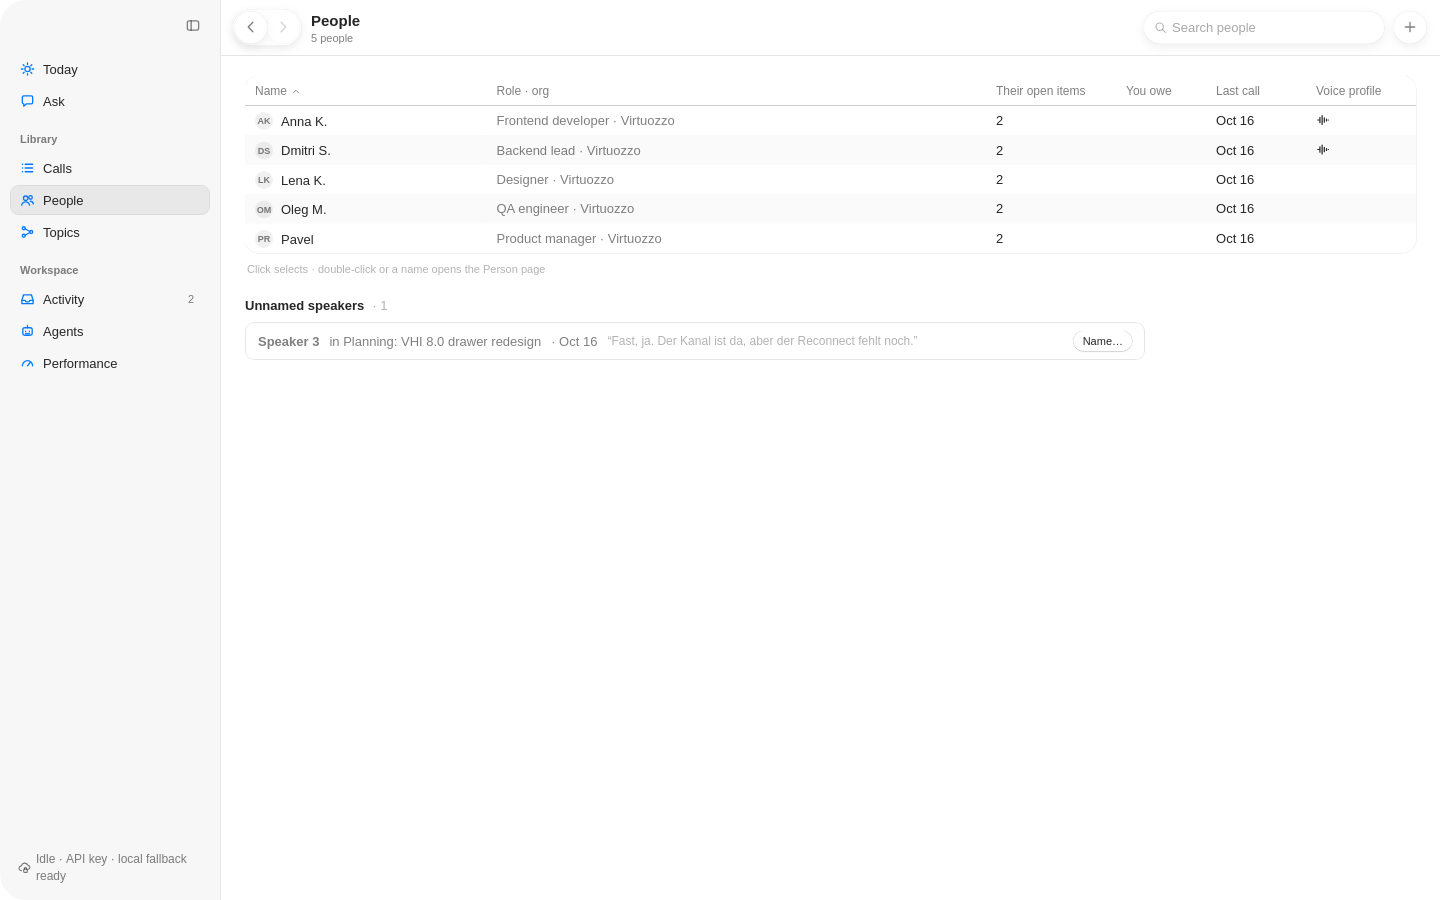 People
5 people
Search people
Today
Ask
Library
Calls
People
Topics
Workspace
Activity 2
Agents
Performance
Idle · API key · local fallback
ready
Name Role · org Their open items You owe Last call Voice profile
AK Anna K. Frontend developer · Virtuozzo 2 Oct 16
DS Dmitri S. Backend lead · Virtuozzo 2 Oct 16
LK Lena K. Designer · Virtuozzo 2 Oct 16
OM Oleg M. QA engineer · Virtuozzo 2 Oct 16
PR Pavel Product manager · Virtuozzo 2 Oct 16
Click selects · double-click or a name opens the Person page
Unnamed speakers · 1
Speaker 3 in Planning: VHI 8.0 drawer redesign · Oct 16 “Fast, ja. Der Kanal ist da, aber der Reconnect fehlt noch.” Name…